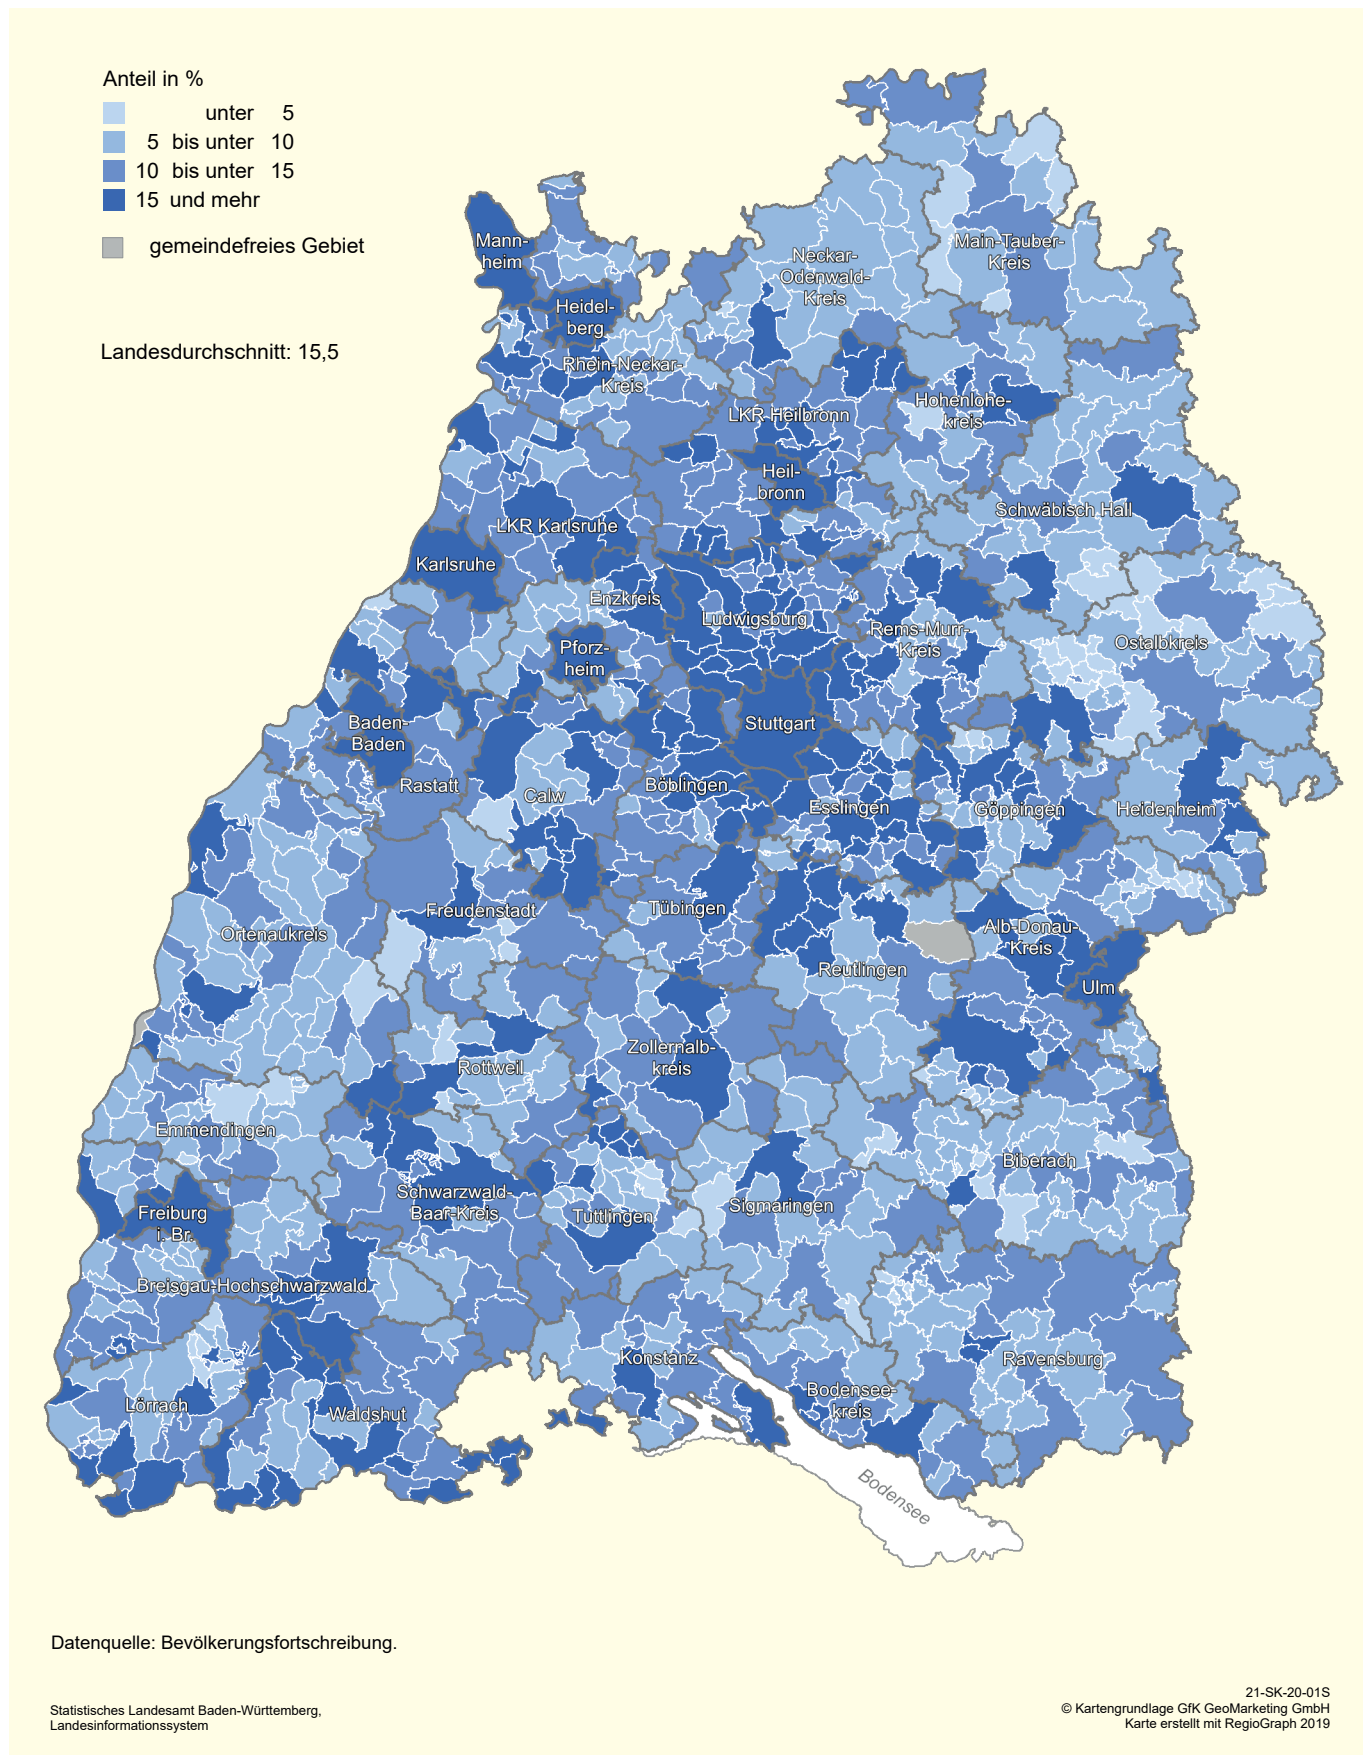 Anteil in %
unter 5
5 bis unter 10
10 bis unter 15
15 und mehr
gemeindefreies Gebiet
Landesdurchschnitt: 15,5
Mann-
heim
Heidel-
berg
Rhein-Neckar-
Kreis
Neckar-
Odenwald-
Kreis
Main-Tauber-
Kreis
LKR Heilbronn
Hohenlohe-
kreis
Heil-
bronn
Schwäbisch Hall
LKR Karlsruhe
Karlsruhe
Enzkreis
Ludwigsburg
Rems-Murr-
Kreis
Ostalbkreis
Pforz-
heim
Baden-
Baden
Stuttgart
Rastatt
Calw
Böblingen
Esslingen
Göppingen
Heidenheim
Freudenstadt
Tübingen
Ortenaukreis
Reutlingen
Alb-Donau-
Kreis
Ulm
Zollernalb-
kreis
Rottweil
Emmendingen
Biberach
Schwarzwald-
Baar-Kreis
Tuttlingen
Sigmaringen
Freiburg
i. Br.
Breisgau-Hochschwarzwald
Konstanz
Ravensburg
Bodensee-
kreis
Lörrach
Waldshut
Bodensee
Datenquelle: Bevölkerungsfortschreibung.
Statistisches Landesamt Baden-Württemberg,
Landesinformationssystem
21-SK-20-01S
© Kartengrundlage GfK GeoMarketing GmbH
Karte erstellt mit RegioGraph 2019